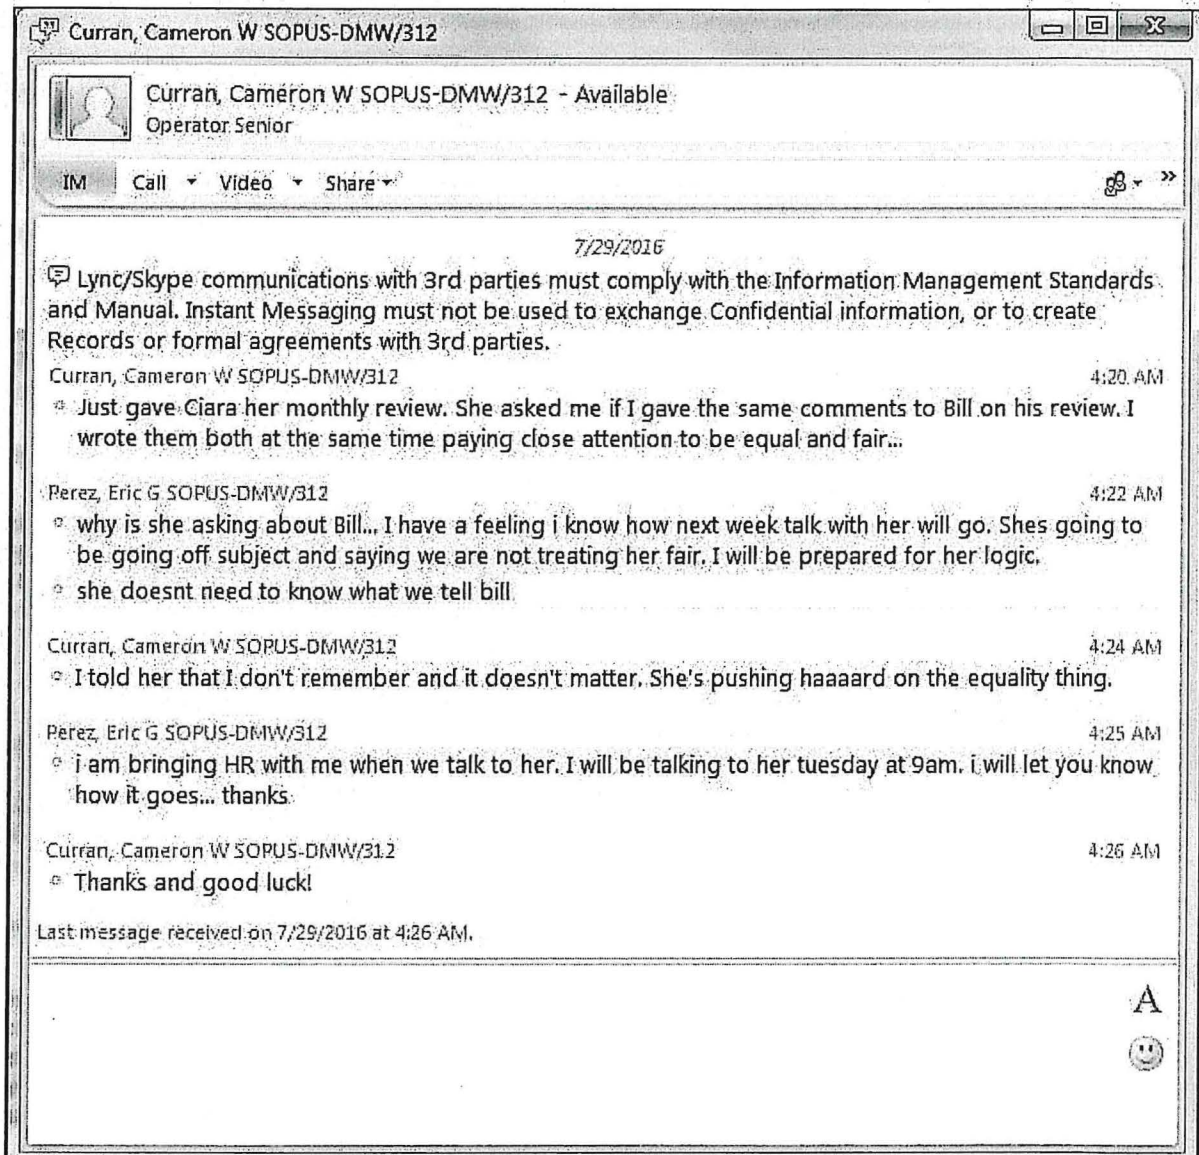 Curran, Cameron W SOPUS-DMW/312
Curran, Cameron W SOPUS-DMW/312 - Available
Operator Senior
IM Call Video Share
7/29/2016
Lync/Skype communications with 3rd parties must comply with the Information Management Standards
and Manual. Instant Messaging must not be used to exchange Confidential information, or to create
Records or formal agreements with 3rd parties.
Curran, Cameron W SOPUS-DMW/312 4:20 AM
Just gave Ciara her monthly review. She asked me if I gave the same comments to Bill on his review. I
wrote them both at the same time paying close attention to be equal and fair...
Perez, Eric G SOPUS-DMW/312 4:22 AM
why is she asking about Bill... I have a feeling i know how next week talk with her will go. Shes going to
be going off subject and saying we are not treating her fair. I will be prepared for her logic.
she doesnt need to know what we tell bill
Curran, Cameron W SOPUS-DMW/312 4:24 AM
I told her that I don't remember and it doesn't matter. She's pushing haaaard on the equality thing.
Perez, Eric G SOPUS-DMW/312 4:25 AM
i am bringing HR with me when we talk to her. I will be talking to her tuesday at 9am. i will let you know
how it goes... thanks
Curran, Cameron W SOPUS-DMW/312 4:26 AM
Thanks and good luck!
Last message received on 7/29/2016 at 4:26 AM.
A